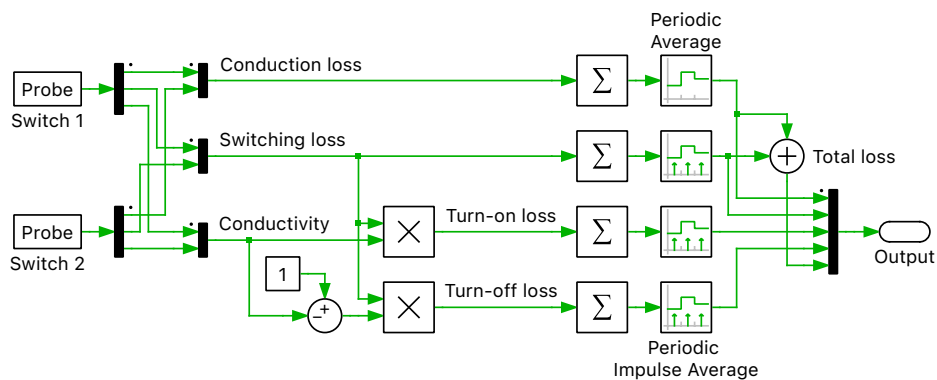 Periodic
Average
Conduction loss
Probe
Σ
Switch 1
Switching loss
Σ
+
Total loss
Probe
Conductivity
×
Turn-on loss
Σ
Switch 2
Output
1
+
−
×
Turn-off loss
Σ
Periodic
Impulse Average